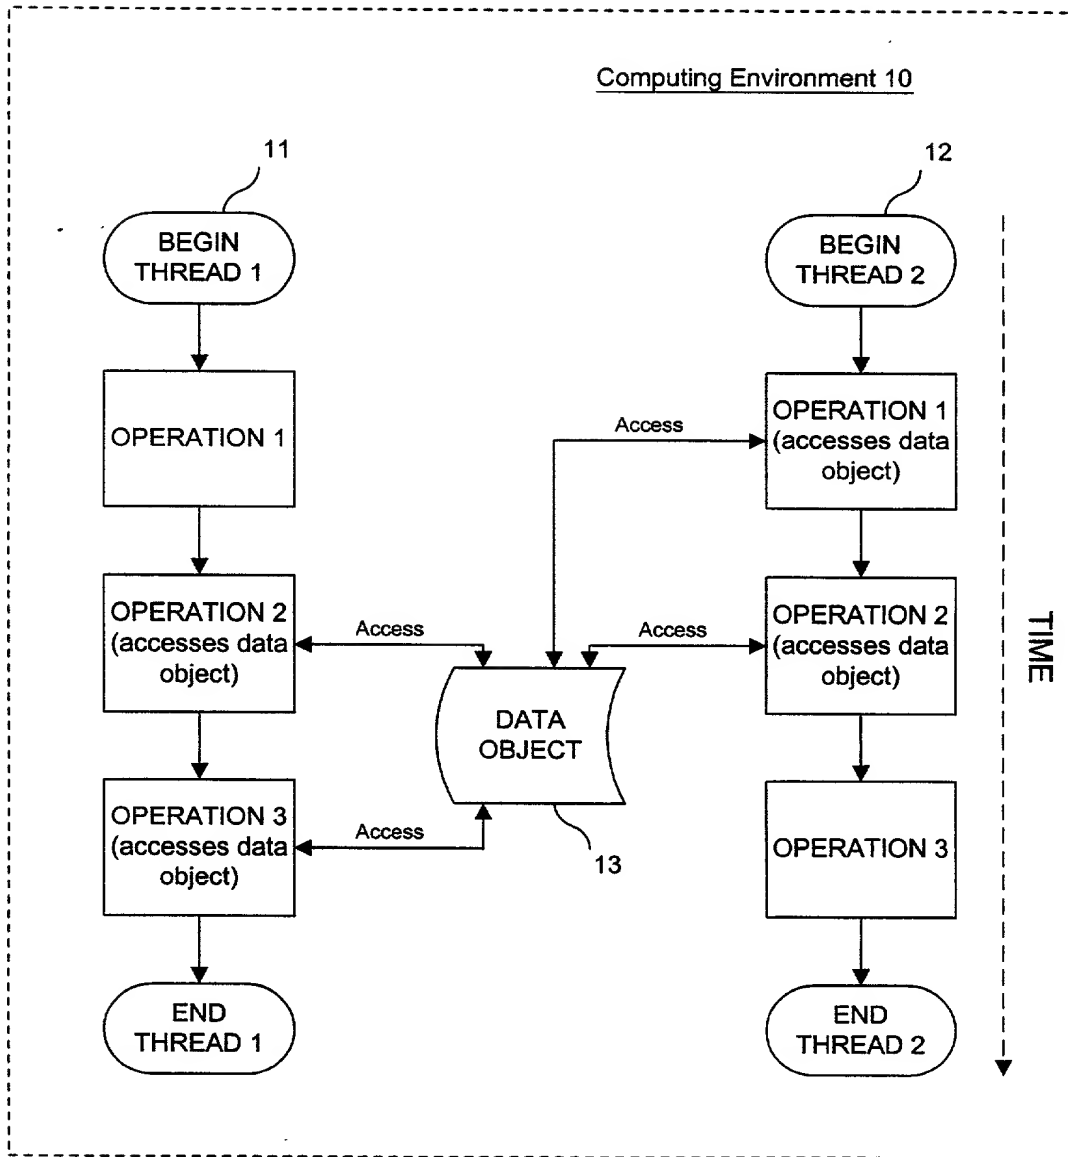 Computing Environment 10
11
12
BEGIN
THREAD 1
BEGIN
THREAD 2
OPERATION 1
Access
OPERATION 1
(accesses data
object)
OPERATION 2
(accesses data
object)
Access
Access
OPERATION 2
(accesses data
object)
TIME
DATA
OBJECT
OPERATION 3
(accesses data
object)
Access
13
OPERATION 3
END
THREAD 1
END
THREAD 2